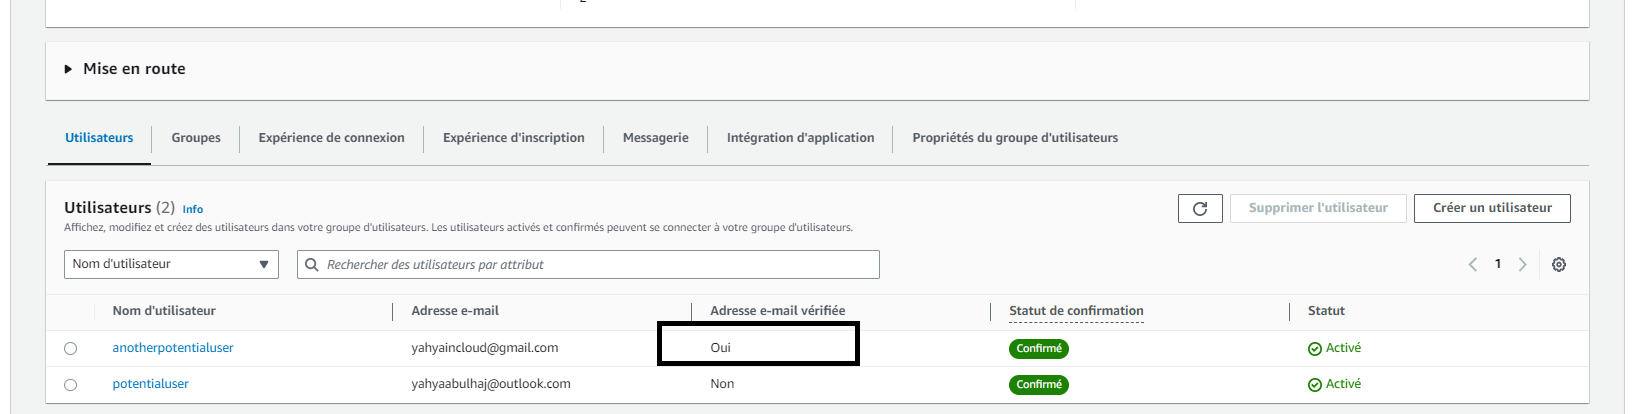 Mise en route
Utilisateurs Groupes Expérience de connexion Expérience d'inscription Messagerie Intégration d'application Propriétés du groupe d'utilisateurs
Utilisateurs (2) Info
Supprimer l'utilisateur Créer un utilisateur
Affichez, modifiez et créez des utilisateurs dans votre groupe d'utilisateurs. Les utilisateurs activés et confirmés peuvent se connecter à votre groupe d'utilisateurs.
Nom d'utilisateur Rechercher des utilisateurs par attribut 1
Nom d'utilisateur Adresse e-mail Adresse e-mail vérifiée Statut de confirmation Statut
anotherpotentialuser yahyaincloud@gmail.com Oui Confirmé Activé
potentialuser yahyaabulhaj@outlook.com Non Confirmé Activé